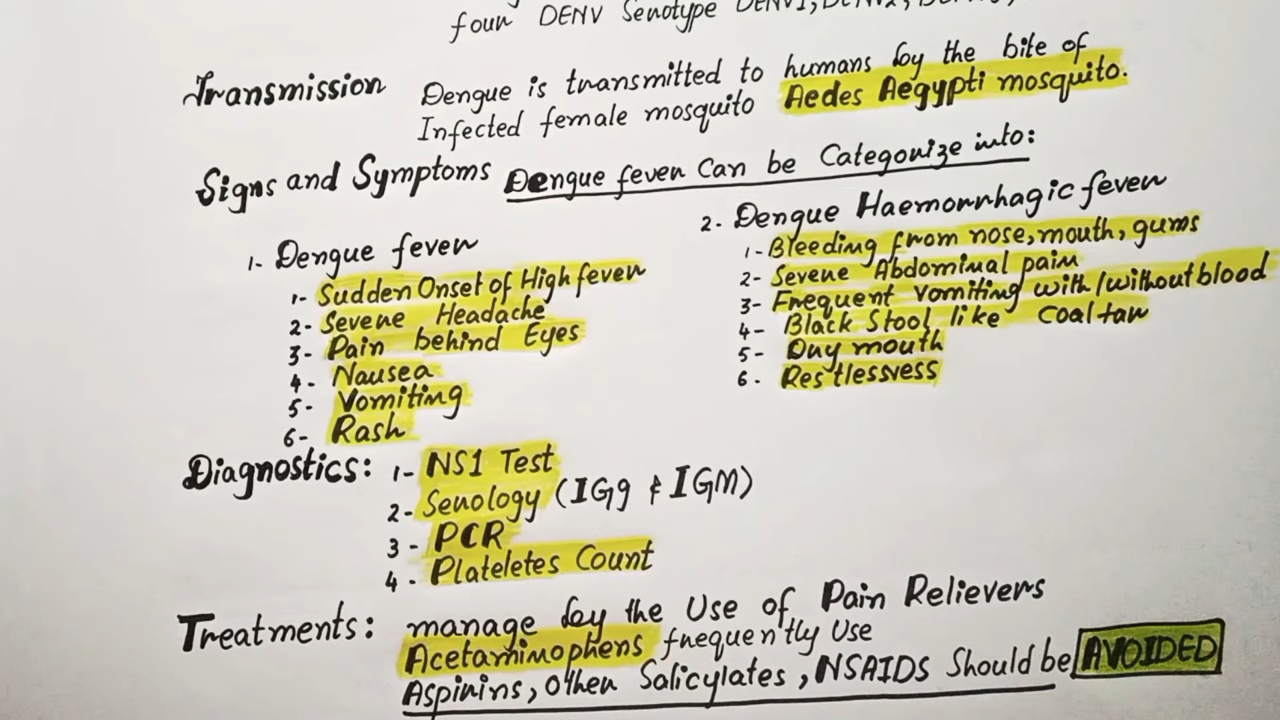 four DENV Serotype DENV1,
Transmission Dengue is transmitted to humans by the bite of
Infected female mosquito Aedes Aegypti mosquito.
Signs and Symptoms Dengue fever Can be Categorize into:
1- Dengue fever
1- Sudden Onset of High fever
2- Severe Headache
3- Pain behind Eyes
4- Nausea
5- Vomiting
6- Rash
2- Dengue Haemorrhagic fever
1- Bleeding from nose, mouth, gums
2- Severe Abdominal pain
3- Frequent vomiting with/without blood
4- Black Stool like Coaltar
5- Dry mouth
6. Restlessness
Diagnostics: 1- NS1 Test
2- Serology (IGg & IGM)
3- PCR
4. Plateletes Count
Treatments: manage by the Use of Pain Relievers
Acetaminophens frequently Use
Aspirins, Other Salicylates, NSAIDS Should be AVOIDED